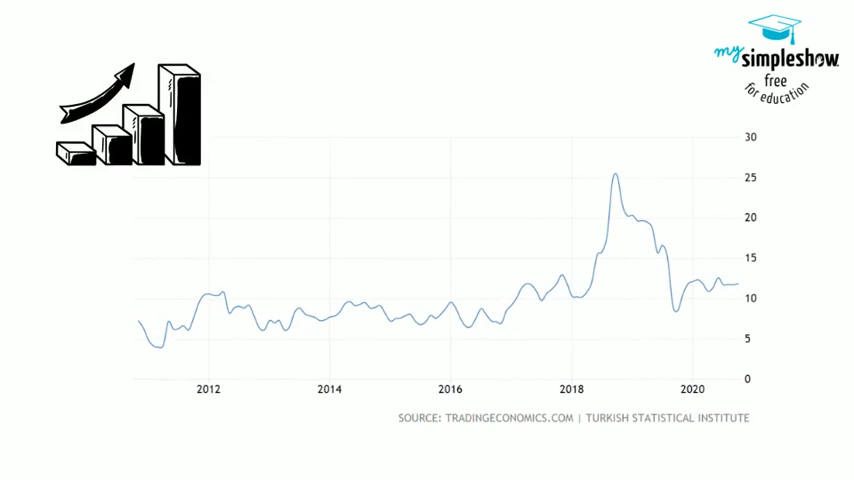 my
simpleshow
free
for education
30
25
20
15
10
5
0
2012 2014 2016 2018 2020
SOURCE: TRADINGECONOMICS.COM | TURKISH STATISTICAL INSTITUTE